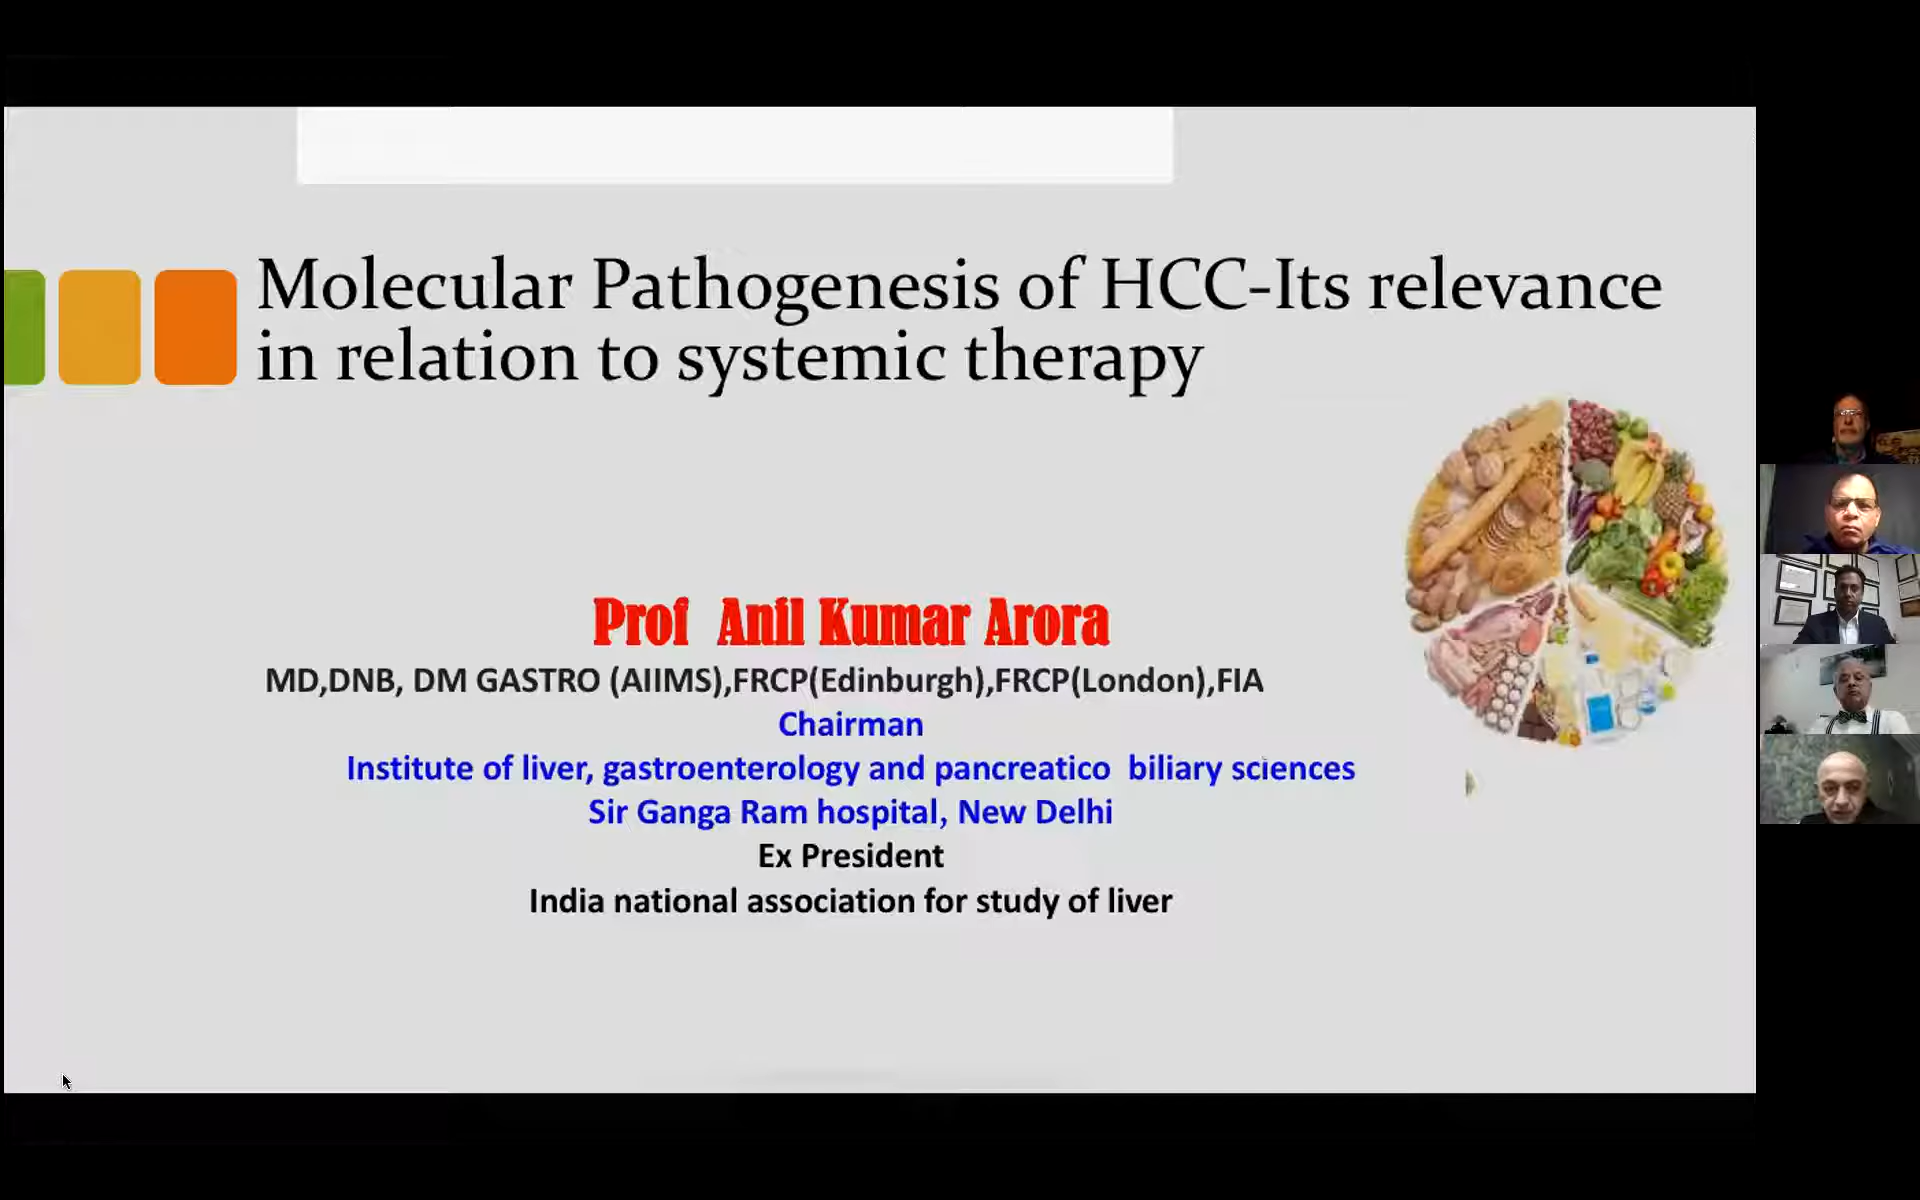 Molecular Pathogenesis of HCC-Its relevance
in relation to systemic therapy
Prof Anil Kumar Arora
MD,DNB, DM GASTRO (AIIMS),FRCP(Edinburgh),FRCP(London),FIA
Chairman
Institute of liver, gastroenterology and pancreatico biliary sciences
Sir Ganga Ram hospital, New Delhi
Ex President
India national association for study of liver